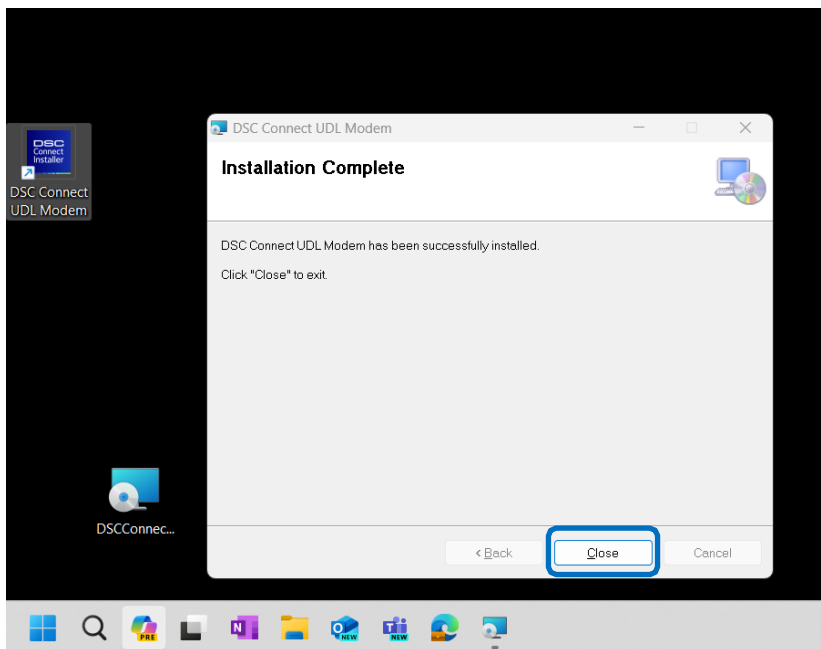 DSC
Connect
Installer
DSC Connect
UDL Modem
DSC Connect UDL Modem
Installation Complete
DSC Connect UDL Modem has been successfully installed.
Click "Close" to exit.
DSCConnec...
< Back
Close
Cancel
PRE
N
NEW
NEW